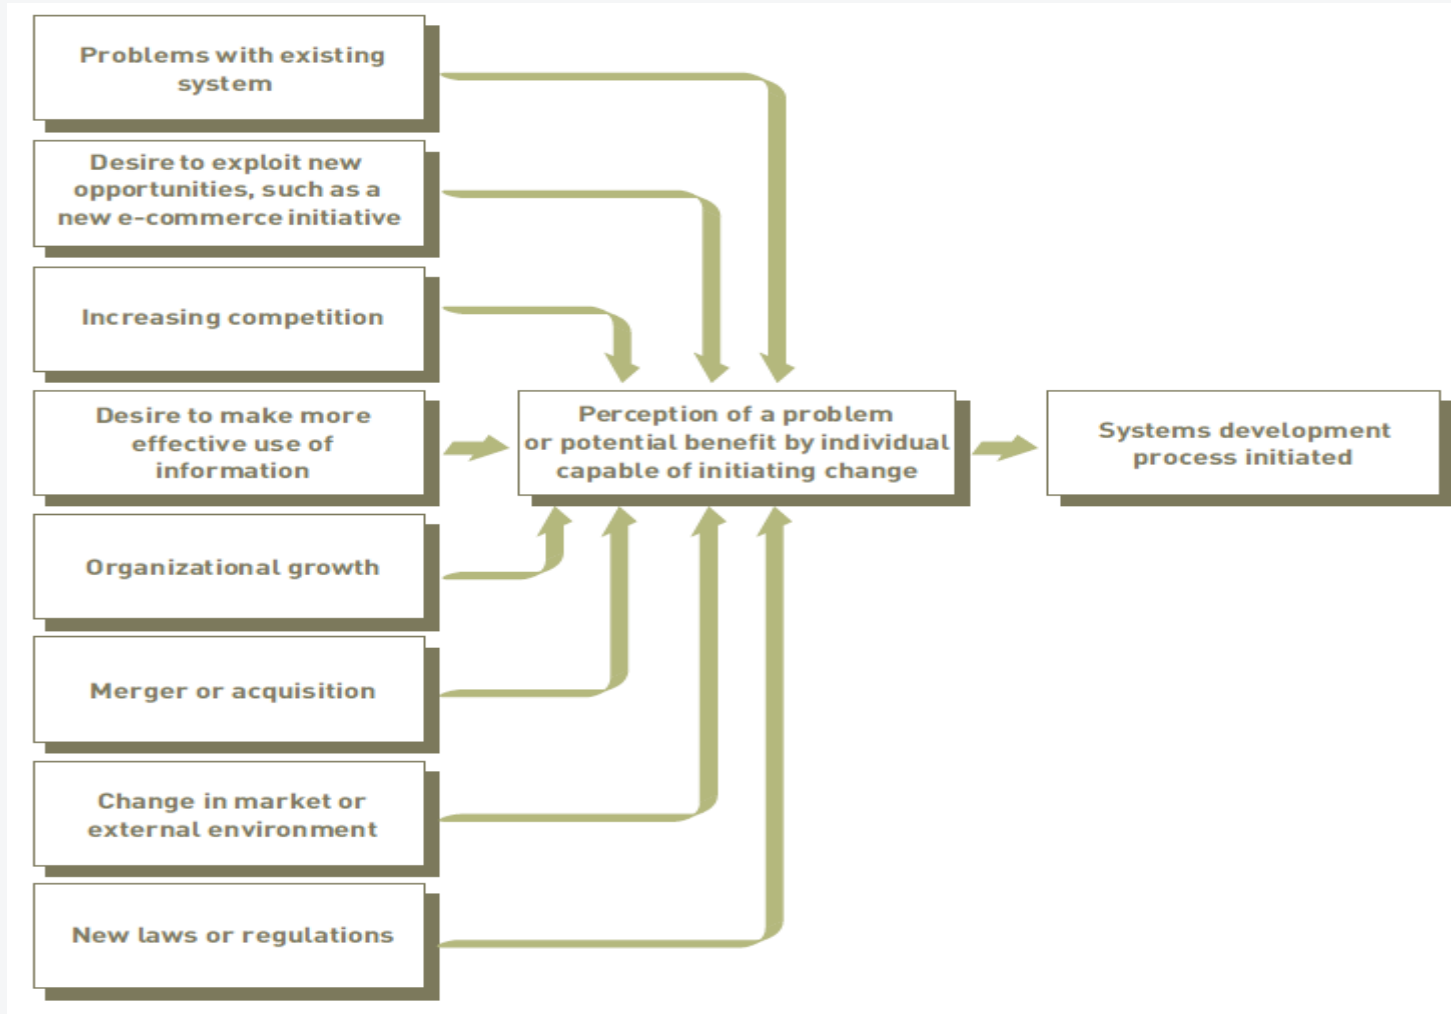 Problems with existing
system
Desire to exploit new
opportunities, such as a
new e-commerce initiative
Increasing competition
Desire to make more
effective use of
information
Organizational growth
Merger or acquisition
Change in market or
external environment
New laws or regulations
Perception of a problem
or potential benefit by individual
capable of initiating change
Systems development
process initiated